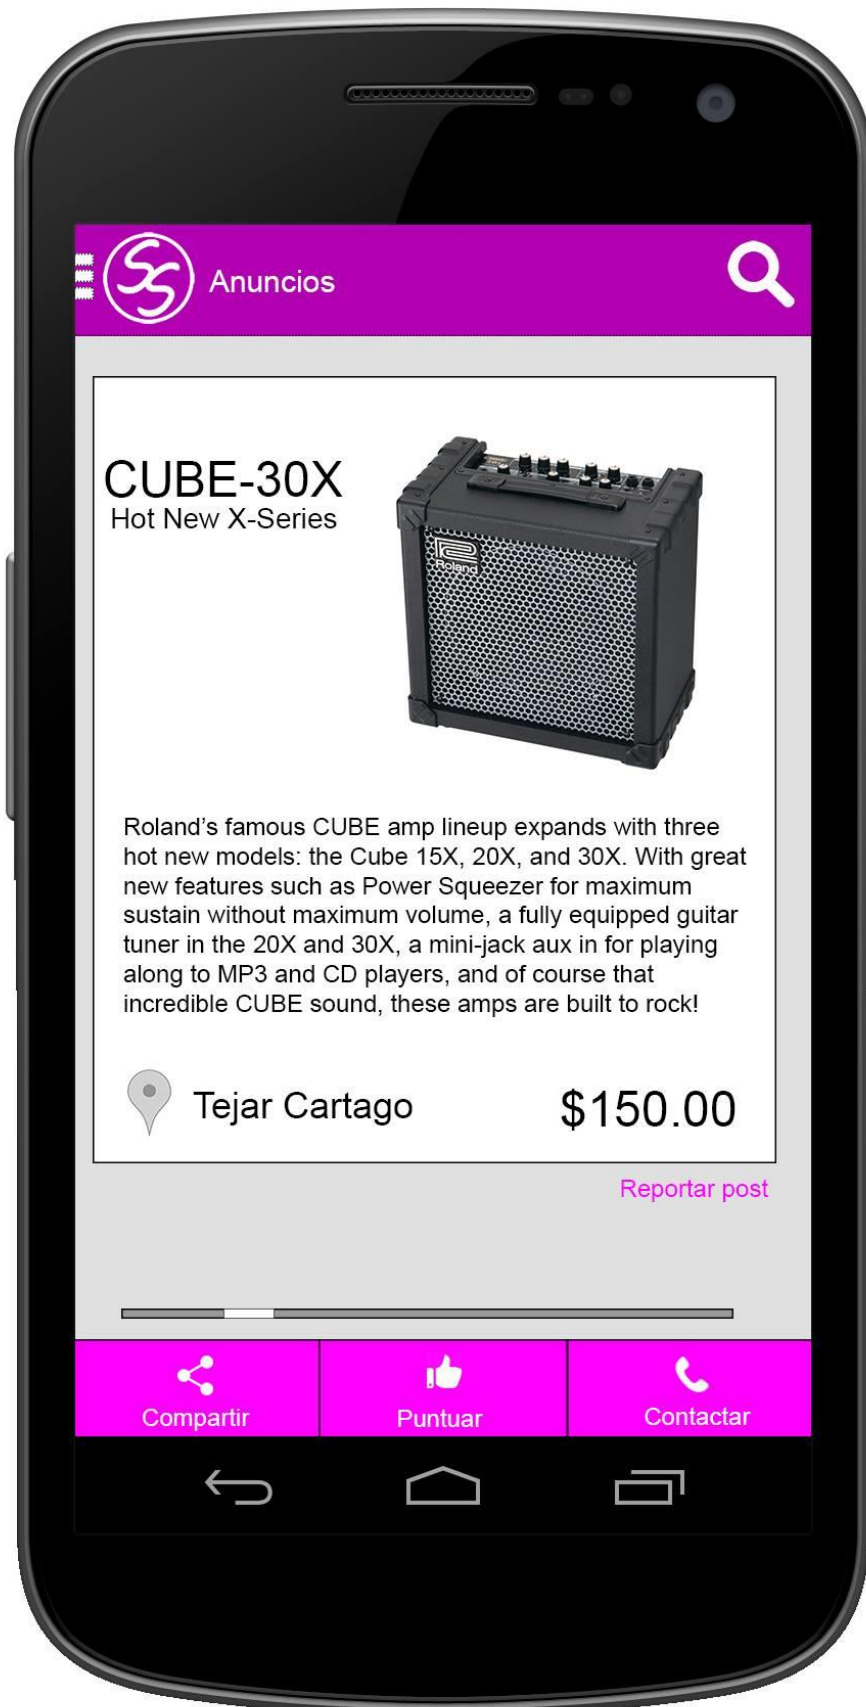 SS
Anuncios
CUBE-30X
Hot New X-Series
Roland
Roland’s famous CUBE amp lineup expands with three
hot new models: the Cube 15X, 20X, and 30X. With great
new features such as Power Squeezer for maximum
sustain without maximum volume, a fully equipped guitar
tuner in the 20X and 30X, a mini-jack aux in for playing
along to MP3 and CD players, and of course that
incredible CUBE sound, these amps are built to rock!
Tejar Cartago
$150.00
Reportar post
Compartir
Puntuar
Contactar